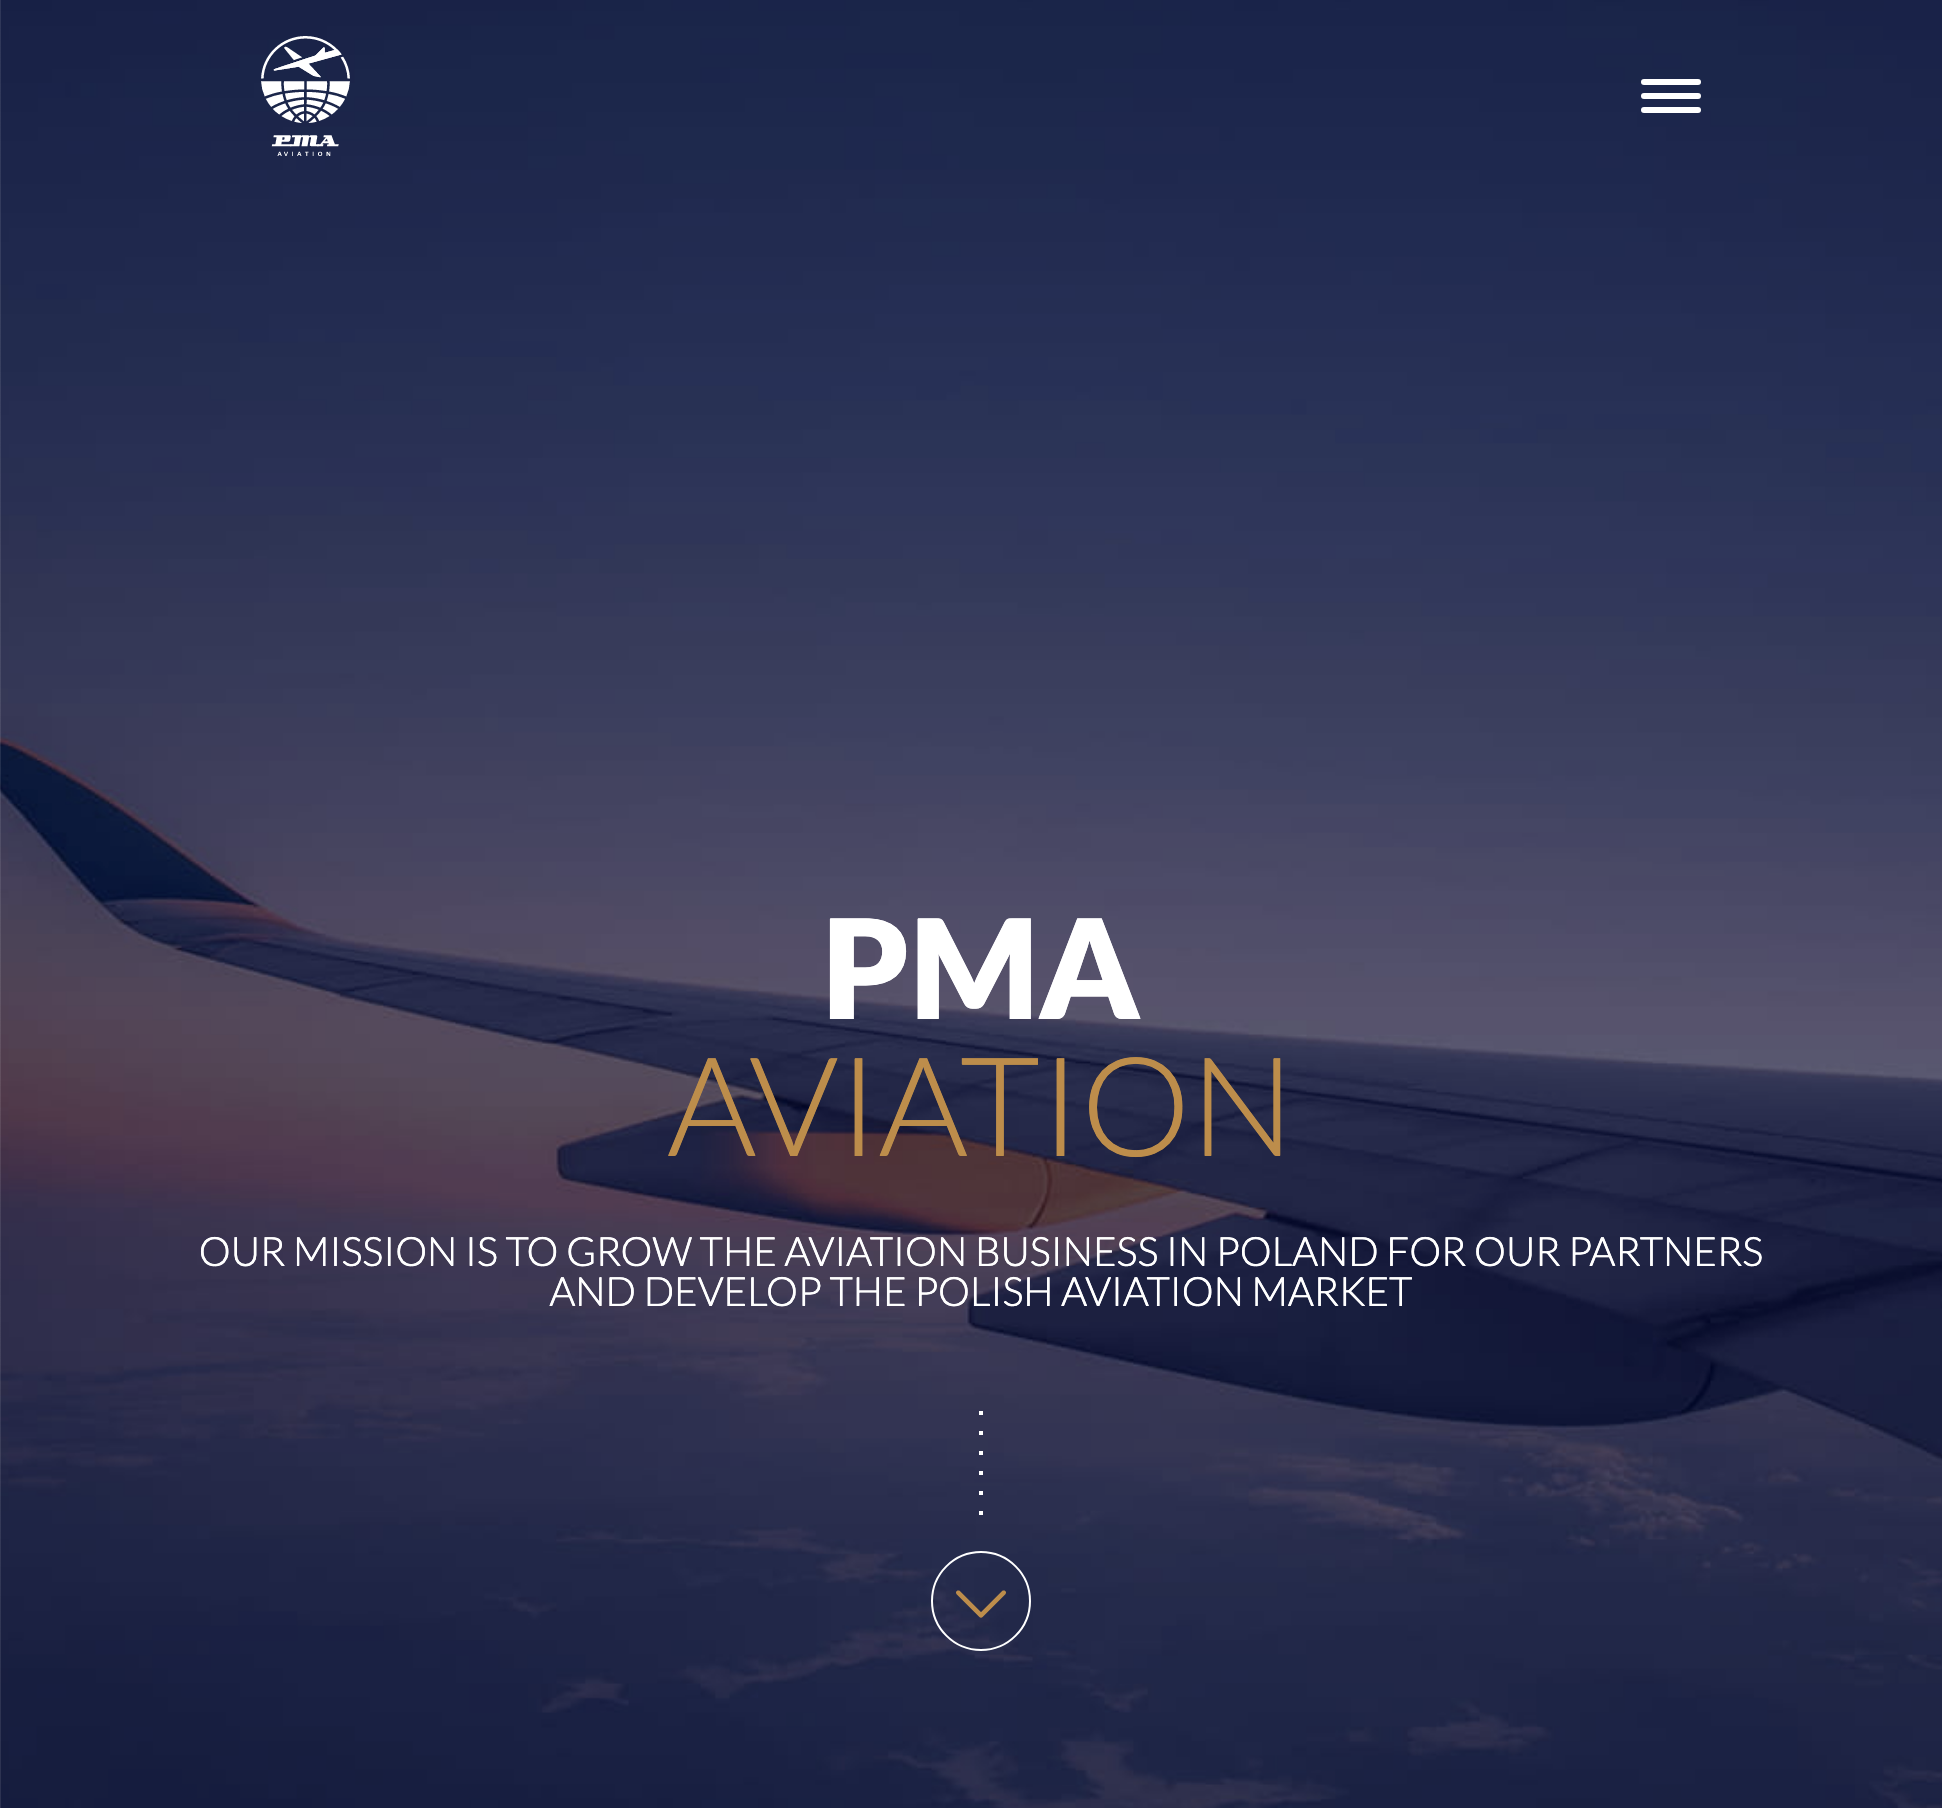 PMA
AVIATION
PMA
AVIATION
OUR MISSION IS TO GROW THE AVIATION BUSINESS IN POLAND FOR OUR PARTNERS
AND DEVELOP THE POLISH AVIATION MARKET